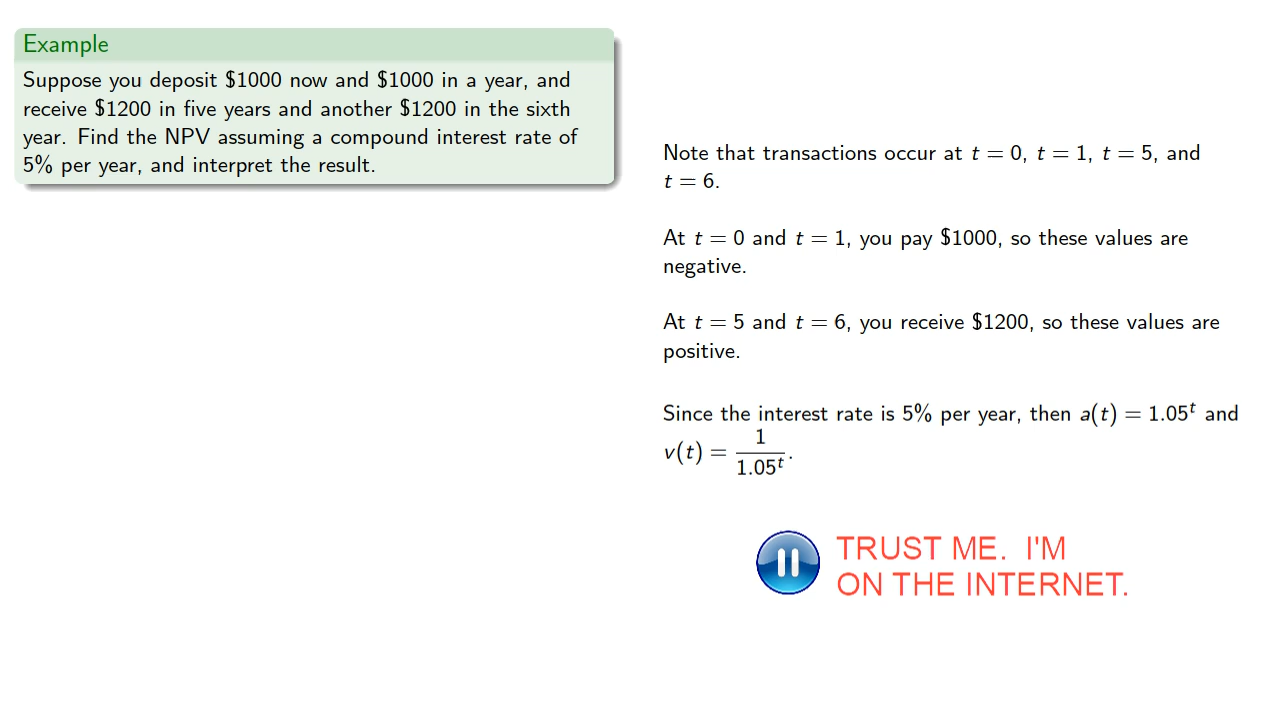 Example
Suppose you deposit $1000 now and $1000 in a year, and
receive $1200 in five years and another $1200 in the sixth
year. Find the NPV assuming a compound interest rate of
5% per year, and interpret the result.
Note that transactions occur at t = 0, t = 1, t = 5, and
t = 6.
At t = 0 and t = 1, you pay $1000, so these values are
negative.
At t = 5 and t = 6, you receive $1200, so these values are
positive.
Since the interest rate is 5% per year, then a(t) = 1.05^t and
v(t) = 1/1.05^t.
TRUST ME. I'M
ON THE INTERNET.